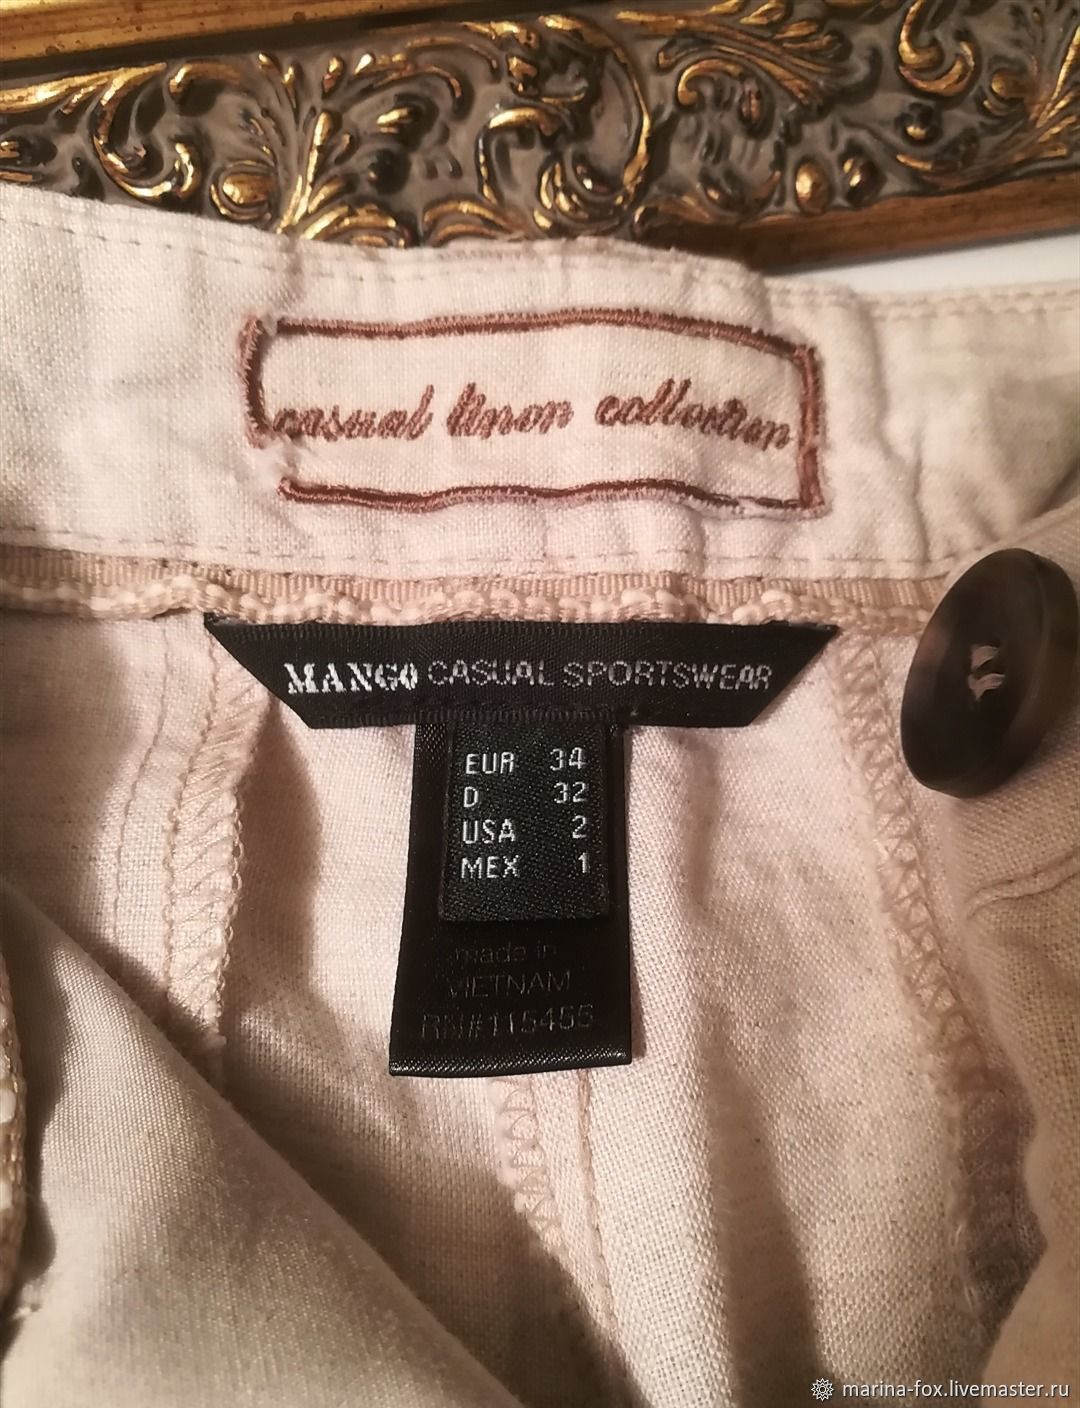 casual linen collection
MANGO CASUAL SPORTSWEAR
EUR 34
D 32
USA 2
MEX 1
made in
VIETNAM
RN#115455
marina-fox.livemaster.ru